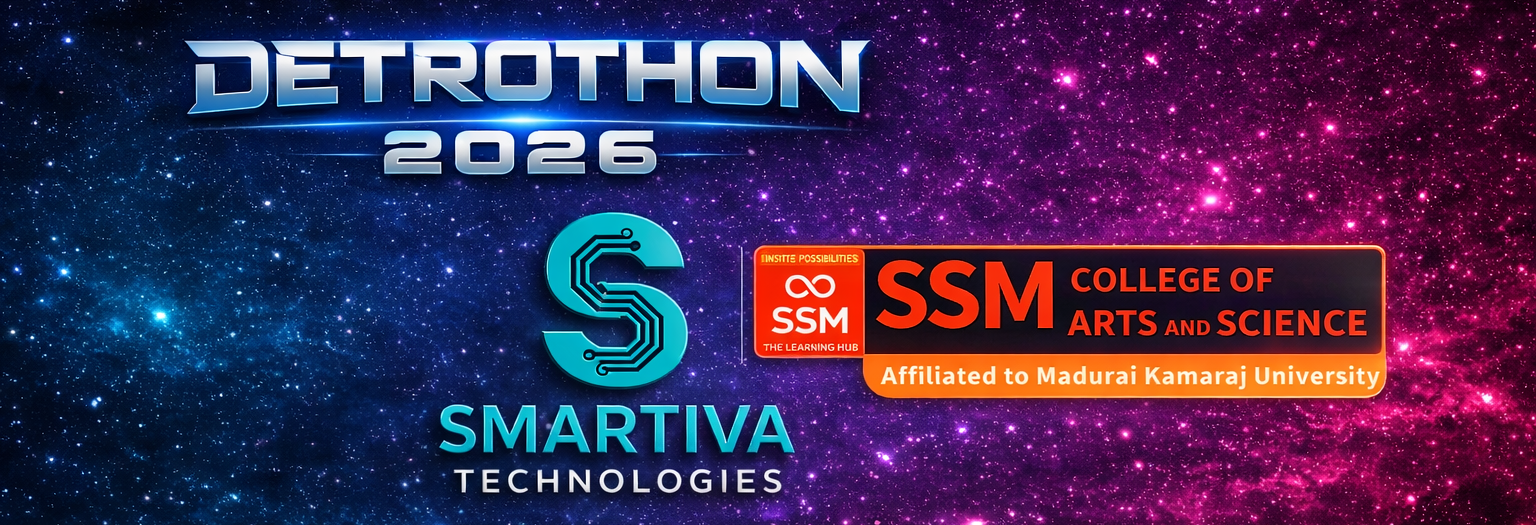 DETROTHON
2026
SMARTIVA
TECHNOLOGIES
INSITTE POSSIBILITIES
SSM
THE LEARNING HUB
SSM COLLEGE OF
ARTS AND SCIENCE
Affiliated to Madurai Kamaraj University